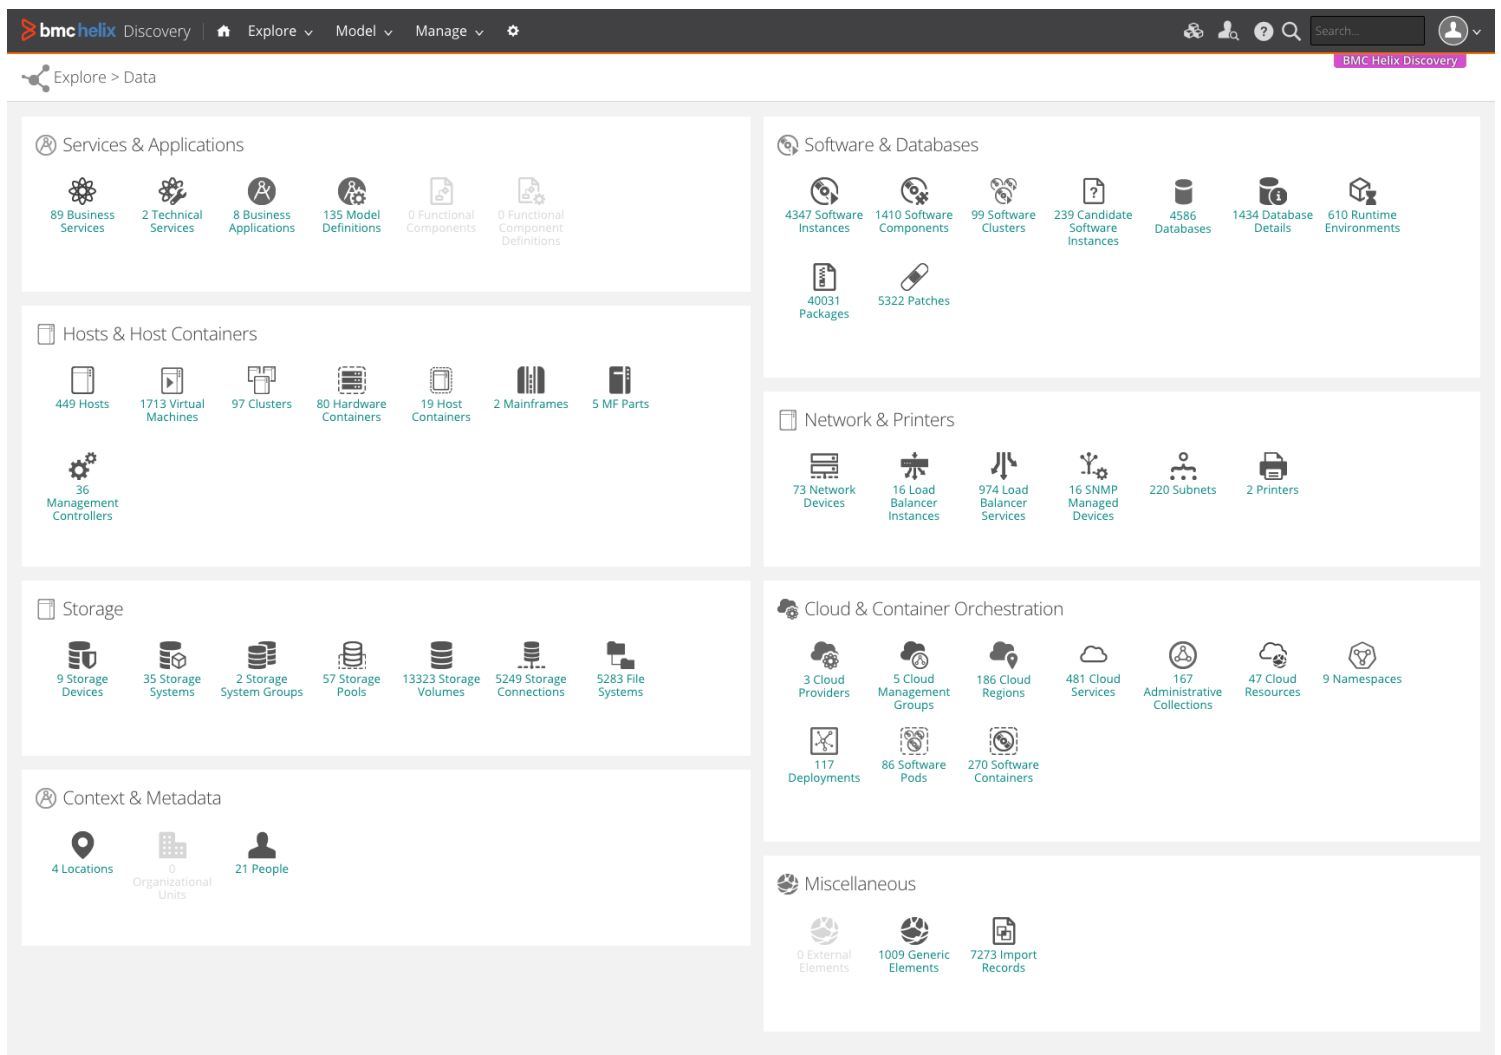 bmchelix Discovery
Explore
Model
Manage
Search...
BMC Helix Discovery
Explore > Data
Services & Applications
89 Business
Services
2 Technical
Services
8 Business
Applications
135 Model
Definitions
0 Functional
Components
0 Functional
Component
Definitions
Hosts & Host Containers
449 Hosts
1713 Virtual
Machines
97 Clusters
80 Hardware
Containers
19 Host
Containers
2 Mainframes
5 MF Parts
36
Management
Controllers
Storage
9 Storage
Devices
35 Storage
Systems
2 Storage
System Groups
57 Storage
Pools
13323 Storage
Volumes
5249 Storage
Connections
5283 File
Systems
Context & Metadata
4 Locations
0
Organizational
Units
21 People
Software & Databases
4347 Software
Instances
1410 Software
Components
99 Software
Clusters
239 Candidate
Software
Instances
4586
Databases
1434 Database
Details
610 Runtime
Environments
40031
Packages
5322 Patches
Network & Printers
73 Network
Devices
16 Load
Balancer
Instances
974 Load
Balancer
Services
16 SNMP
Managed
Devices
220 Subnets
2 Printers
Cloud & Container Orchestration
3 Cloud
Providers
5 Cloud
Management
Groups
186 Cloud
Regions
481 Cloud
Services
167
Administrative
Collections
47 Cloud
Resources
9 Namespaces
117
Deployments
86 Software
Pods
270 Software
Containers
Miscellaneous
0 External
Elements
1009 Generic
Elements
7273 Import
Records